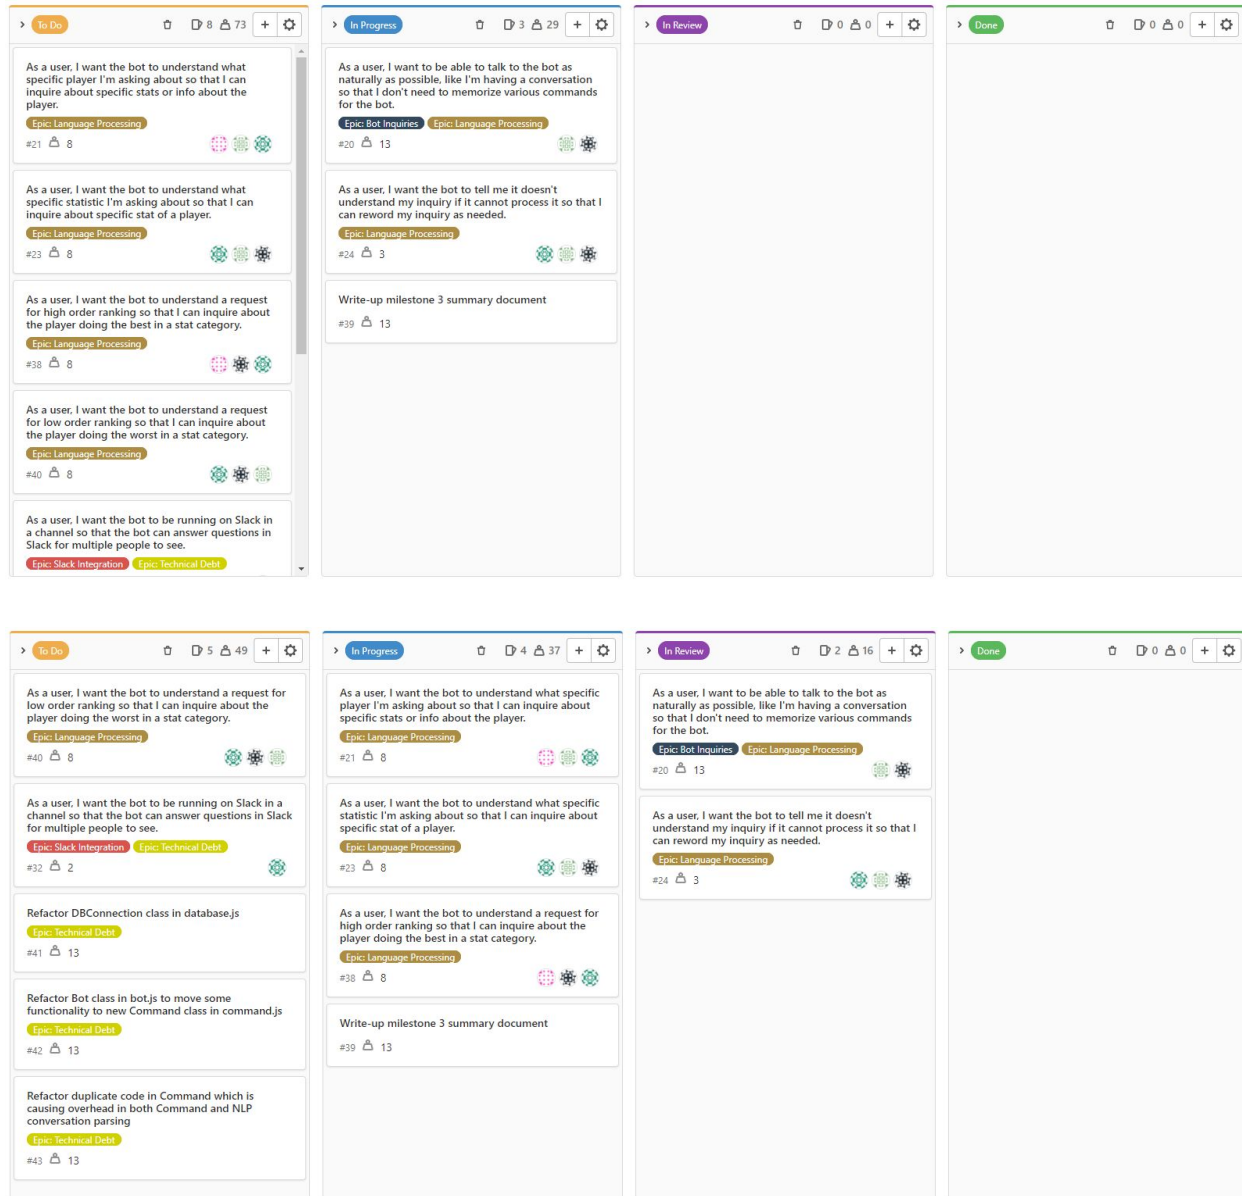 To Do 8 73 +
As a user, I want the bot to understand what
specific player I'm asking about so that I can
inquire about specific stats or info about the
player.
Epic: Language Processing
#21 8
As a user, I want the bot to understand what
specific statistic I'm asking about so that I can
inquire about specific stat of a player.
Epic: Language Processing
#23 8
As a user, I want the bot to understand a request
for high order ranking so that I can inquire about
the player doing the best in a stat category.
Epic: Language Processing
#38 8
As a user, I want the bot to understand a request
for low order ranking so that I can inquire about
the player doing the worst in a stat category.
Epic: Language Processing
#40 8
As a user, I want the bot to be running on Slack in
a channel so that the bot can answer questions in
Slack for multiple people to see.
Epic: Slack Integration Epic: Technical Debt
In Progress 3 29 +
As a user, I want to be able to talk to the bot as
naturally as possible, like I'm having a conversation
so that I don't need to memorize various commands
for the bot.
Epic: Bot Inquiries Epic: Language Processing
#20 13
As a user, I want the bot to tell me it doesn't
understand my inquiry if it cannot process it so that I
can reword my inquiry as needed.
Epic: Language Processing
#24 3
Write-up milestone 3 summary document
#39 13
In Review 0 0 +
Done 0 0 +
To Do 5 49 +
As a user, I want the bot to understand a request for
low order ranking so that I can inquire about the
player doing the worst in a stat category.
Epic: Language Processing
#40 8
As a user, I want the bot to be running on Slack in a
channel so that the bot can answer questions in Slack
for multiple people to see.
Epic: Slack Integration Epic: Technical Debt
#32 2
Refactor DBConnection class in database.js
Epic: Technical Debt
#41 13
Refactor Bot class in bot.js to move some
functionality to new Command class in command.js
Epic: Technical Debt
#42 13
Refactor duplicate code in Command which is
causing overhead in both Command and NLP
conversation parsing
Epic: Technical Debt
#43 13
In Progress 4 37 +
As a user, I want the bot to understand what specific
player I'm asking about so that I can inquire about
specific stats or info about the player.
Epic: Language Processing
#21 8
As a user, I want the bot to understand what specific
statistic I'm asking about so that I can inquire about
specific stat of a player.
Epic: Language Processing
#23 8
As a user, I want the bot to understand a request for
high order ranking so that I can inquire about the
player doing the best in a stat category.
Epic: Language Processing
#38 8
Write-up milestone 3 summary document
#39 13
In Review 2 16 +
As a user, I want to be able to talk to the bot as
naturally as possible, like I'm having a conversation
so that I don't need to memorize various commands
for the bot.
Epic: Bot Inquiries Epic: Language Processing
#20 13
As a user, I want the bot to tell me it doesn't
understand my inquiry if it cannot process it so that I
can reword my inquiry as needed.
Epic: Language Processing
#24 3
Done 0 0 +